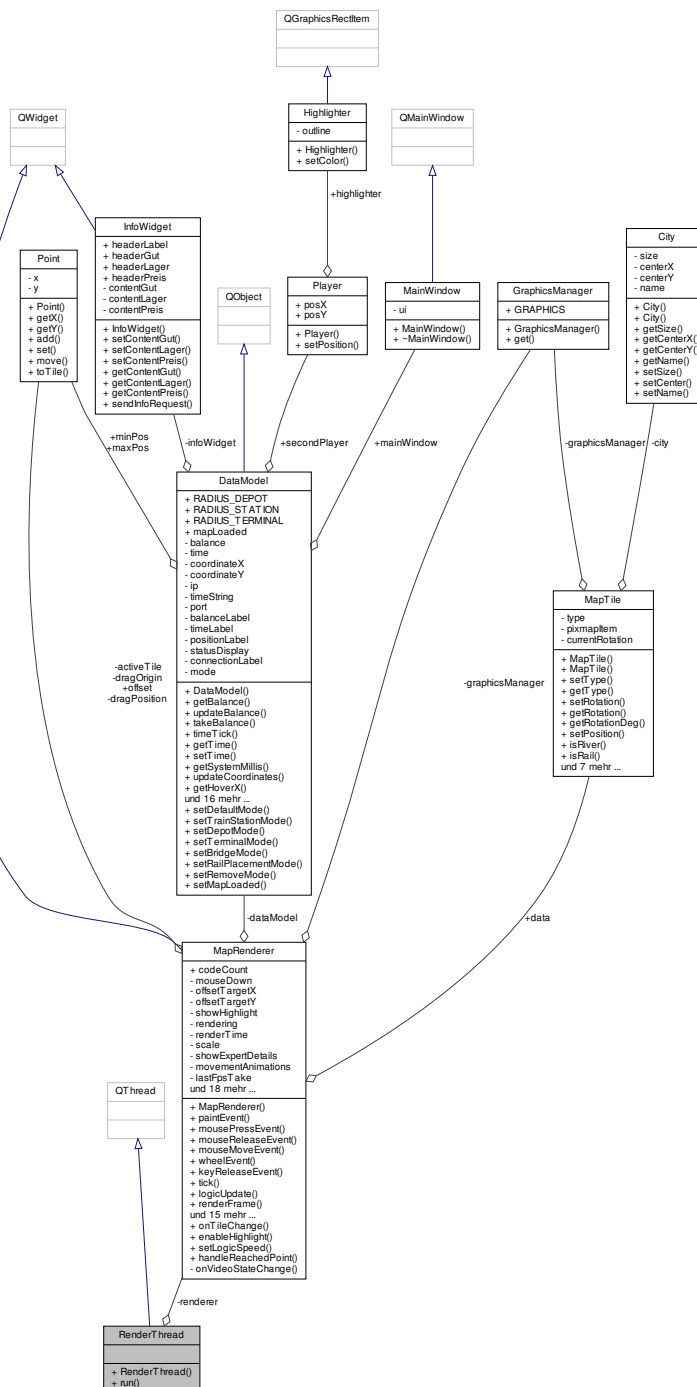 QGraphicsRectItem
Highlighter
- outline
+ Highlighter()
+ setColor()
QWidget
QMainWindow
+highlighter
InfoWidget
+ headerLabel
+ headerGut
+ headerLager
+ headerPreis
- contentGut
- contentLager
- contentPreis
+ InfoWidget()
+ setContentGut()
+ setContentLager()
+ setContentPreis()
+ getContentGut()
+ getContentLager()
+ getContentPreis()
+ sendInfoRequest()
Point
- x
- y
+ Point()
+ getX()
+ getY()
+ add()
+ set()
+ move()
+ toTile()
QObject
Player
+ posX
+ posY
+ Player()
+ setPosition()
MainWindow
- ui
+ MainWindow()
+ ~MainWindow()
GraphicsManager
+ GRAPHICS
+ GraphicsManager()
+ get()
City
- size
- centerX
- centerY
- name
+ City()
+ City()
+ getSize()
+ getCenterX()
+ getCenterY()
+ getName()
+ setSize()
+ setCenter()
+ setName()
+minPos
+maxPos
-infoWidget
+secondPlayer
+mainWindow
-graphicsManager
-city
DataModel
+ RADIUS_DEPOT
+ RADIUS_STATION
+ RADIUS_TERMINAL
+ mapLoaded
- balance
- time
- coordinateX
- coordinateY
- ip
- timeString
- port
- balanceLabel
- timeLabel
- positionLabel
- statusDisplay
- connectionLabel
- mode
+ DataModel()
+ getBalance()
+ updateBalance()
+ takeBalance()
+ timeTick()
+ getTime()
+ setTime()
+ getSystemMillis()
+ updateCoordinates()
+ getHoverX()
und 16 mehr ...
+ setDefaultMode()
+ setTrainStationMode()
+ setDepotMode()
+ setTerminalMode()
+ setBridgeMode()
+ setRailPlacementMode()
+ setRemoveMode()
+ setMapLoaded()
MapTile
- type
- pixmapItem
- currentRotation
+ MapTile()
+ MapTile()
+ setType()
+ getType()
+ setRotation()
+ getRotation()
+ getRotationDeg()
+ setPosition()
+ isRiver()
+ isRail()
und 7 mehr ...
-activeTile
-dragOrigin
+offset
-dragPosition
-graphicsManager
-dataModel
+data
MapRenderer
+ codeCount
- mouseDown
- offsetTargetX
- offsetTargetY
- showHighlight
- rendering
- renderTime
- scale
- showExpertDetails
- movementAnimations
- lastFpsTake
und 18 mehr ...
+ MapRenderer()
+ paintEvent()
+ mousePressEvent()
+ mouseReleaseEvent()
+ mouseMoveEvent()
+ wheelEvent()
+ keyReleaseEvent()
+ tick()
+ logicUpdate()
+ renderFrame()
und 15 mehr ...
+ onTileChange()
+ enableHighlight()
+ setLogicSpeed()
+ handleReachedPoint()
- onVideoStateChange()
QThread
-renderer
RenderThread
+ RenderThread()
+ run()